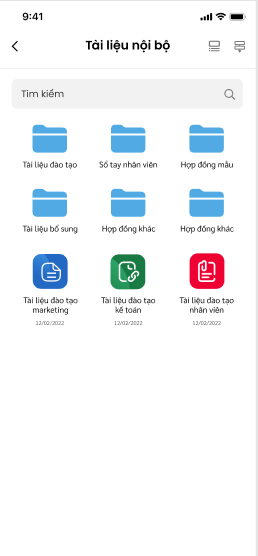 9:41
Tài liệu nội bộ
Tìm kiếm
Tài liệu đào tạo
Sổ tay nhân viên
Hợp đồng mẫu
Tài liệu bổ sung
Hợp đồng khác
Hợp đồng khác
Tài liệu đào tạo
marketing
12/02/2022
Tài liệu đào tạo
kế toán
12/02/2022
Tài liệu đào tạo
nhân viên
12/02/2022